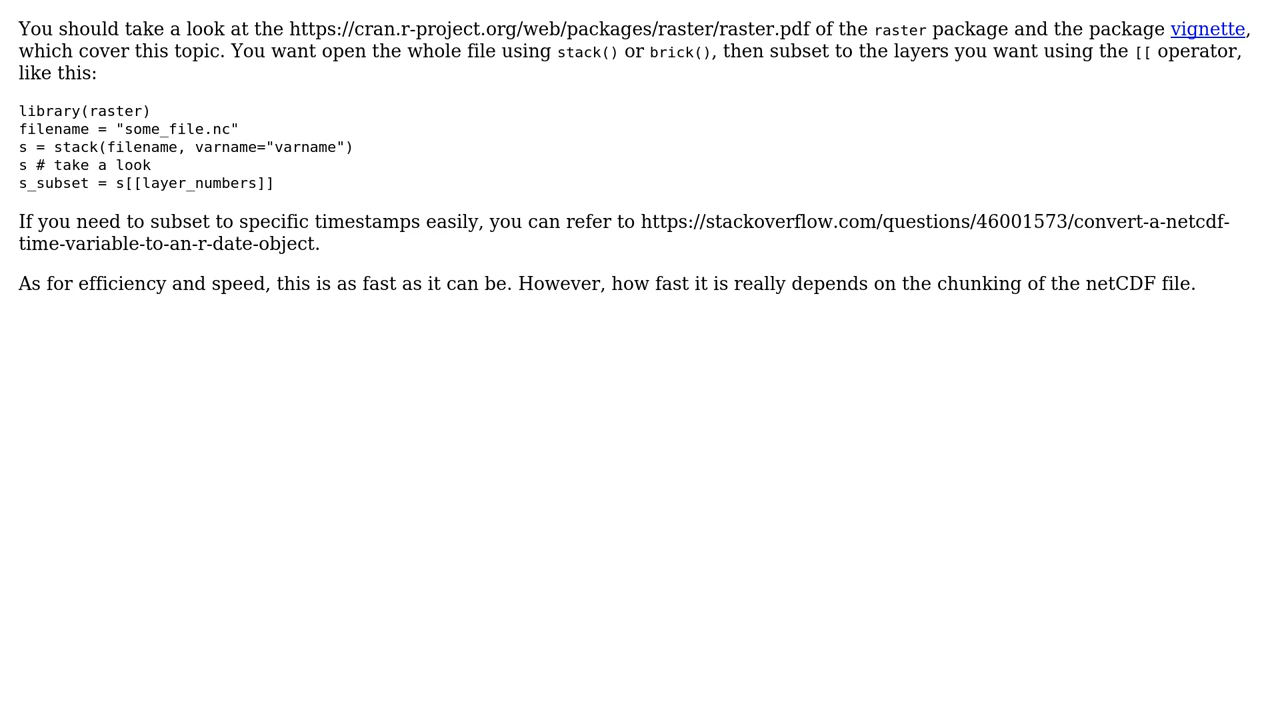 You should take a look at the https://cran.r-project.org/web/packages/raster/raster.pdf of the raster package and the package vignette,
which cover this topic. You want open the whole file using stack() or brick(), then subset to the layers you want using the [[ operator,
like this:
library(raster)
filename = "some_file.nc"
s = stack(filename, varname="varname")
s # take a look
s_subset = s[[layer_numbers]]
If you need to subset to specific timestamps easily, you can refer to https://stackoverflow.com/questions/46001573/convert-a-netcdf-
time-variable-to-an-r-date-object.
As for efficiency and speed, this is as fast as it can be. However, how fast it is really depends on the chunking of the netCDF file.